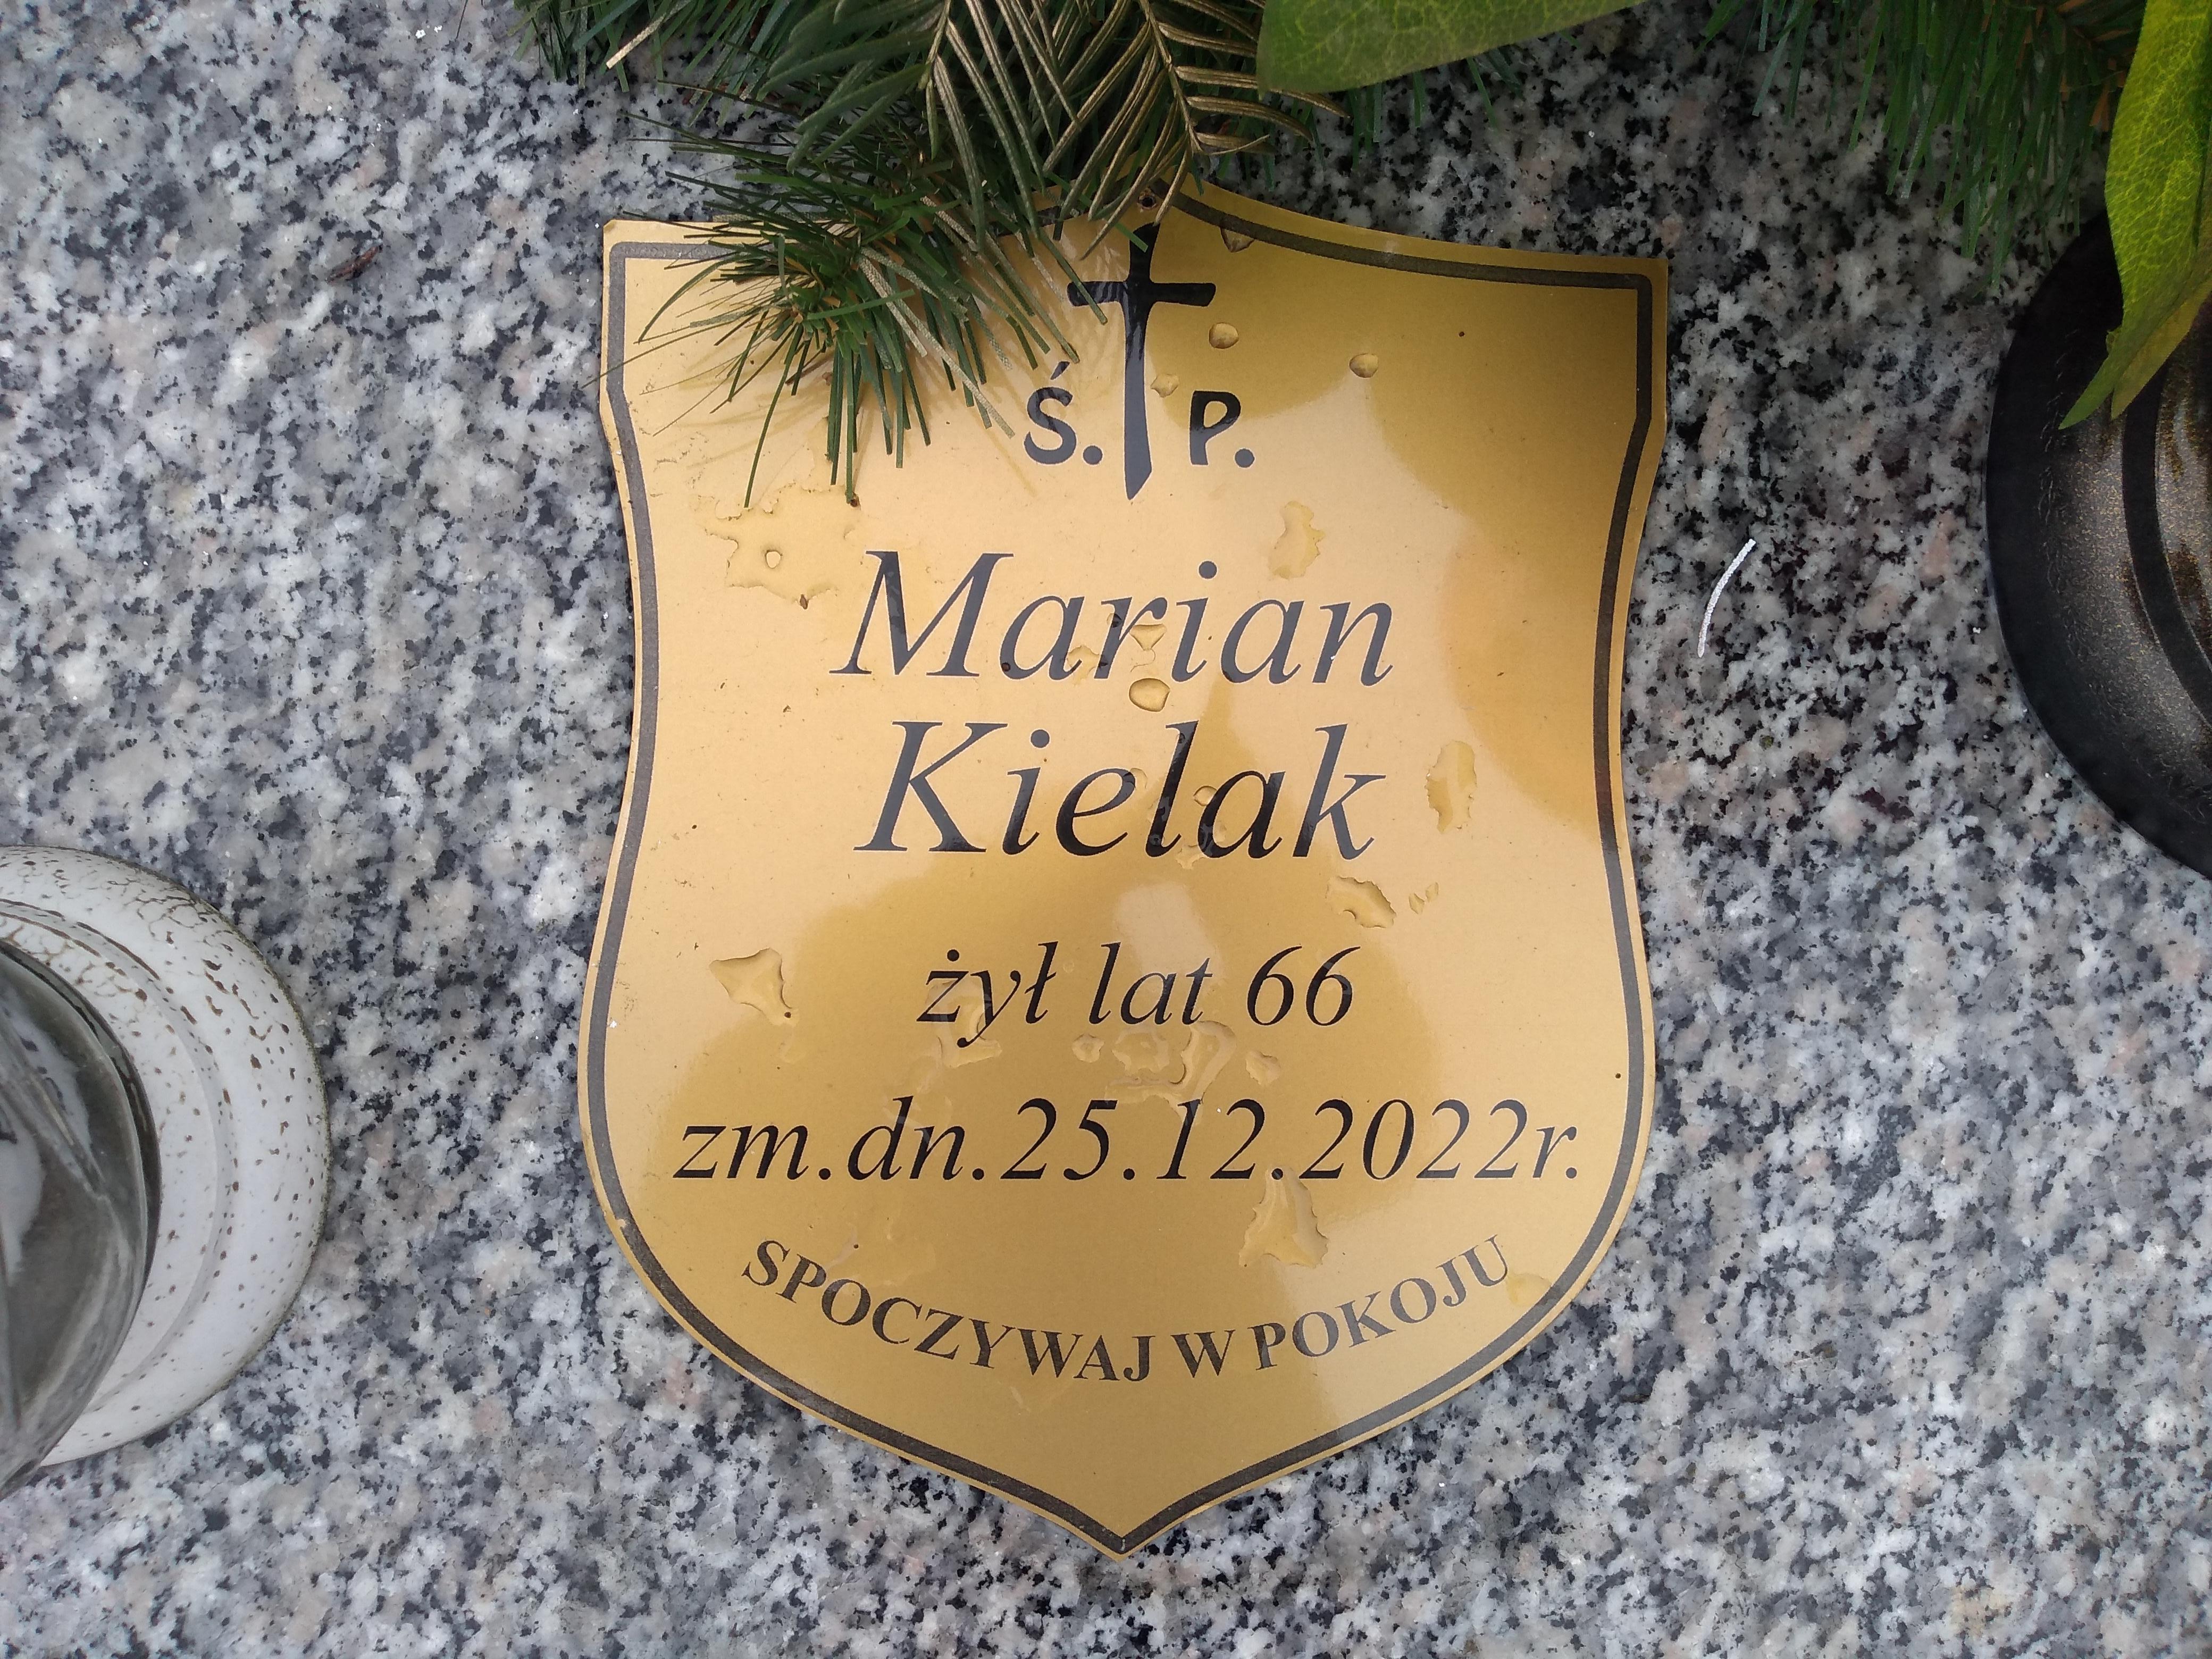 Ś. P.
Marian
Kielak
żył lat 66
zm.dn.25.12.2022r.
SPOCZYWAJ W POKOJU